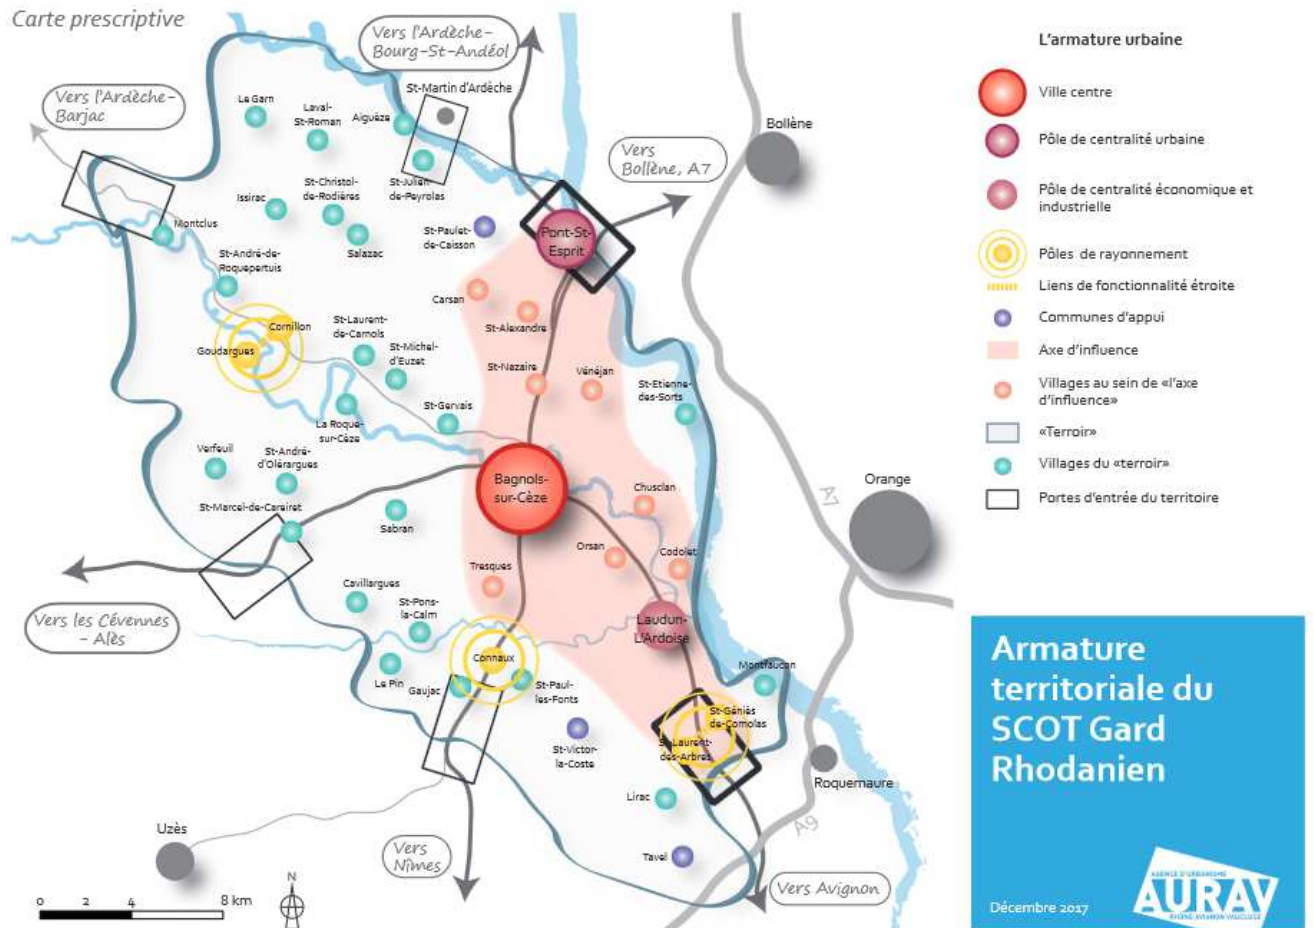 Carte prescriptive
Vers l'Ardèche-
Bourg-St-Andéol
Vers l'Ardèche-
Barjac
St-Martin d'Ardèche
Le Garn
Laval-
St-Roman
Aiguèze
Bollène
Vers
Bollène, A7
St-Julien-
de-Peyrolas
St-Christol-
de-Rodières
Issirac
Montclus
Salazac
St-Paulet-
de-Caisson
Pont-St-
Esprit
St-André-de-
Roquepertuis
Carsan
St-Alexandre
Cornillon
Goudargues
St-Laurent-
de-Carnols
St-Michel-
d'Euzet
St-Nazaire
Vénéjan
St-Etienne-
des-Sorts
St-Gervais
La Roque-
sur-Cèze
Verfeuil
St-André-
d'Olérargues
St-Marcel-de-Careiret
Sabran
Bagnols-
sur-Cèze
Chusclan
Orsan
Codolet
Orange
A7
Tresques
Cavillargues
St-Pons-
la-Calm
Vers les Cévennes
- Alès
Laudun-
L'Ardoise
Connaux
Le Pin
Gaujac
St-Paul-
les-Fonts
Montfaucon
St-Géniès
de-Comolas
St-Laurent-
des-Arbres
St-Victor-
la-Coste
Roquemaure
Lirac
A9
Tavel
Uzès
Vers
Nîmes
Vers Avignon
N
0 2 4 8 km
L'armature urbaine
Ville centre
Pôle de centralité urbaine
Pôle de centralité économique et
industrielle
Pôles de rayonnement
Liens de fonctionnalité étroite
Communes d'appui
Axe d'influence
Villages au sein de «l'axe
d'influence»
«Terroir»
Villages du «terroir»
Portes d'entrée du territoire
Armature
territoriale du
SCOT Gard
Rhodanien
Décembre 2017
AGENCE D'URBANISME
AURAV
RHÔNE AVIGNON VAUCLUSE